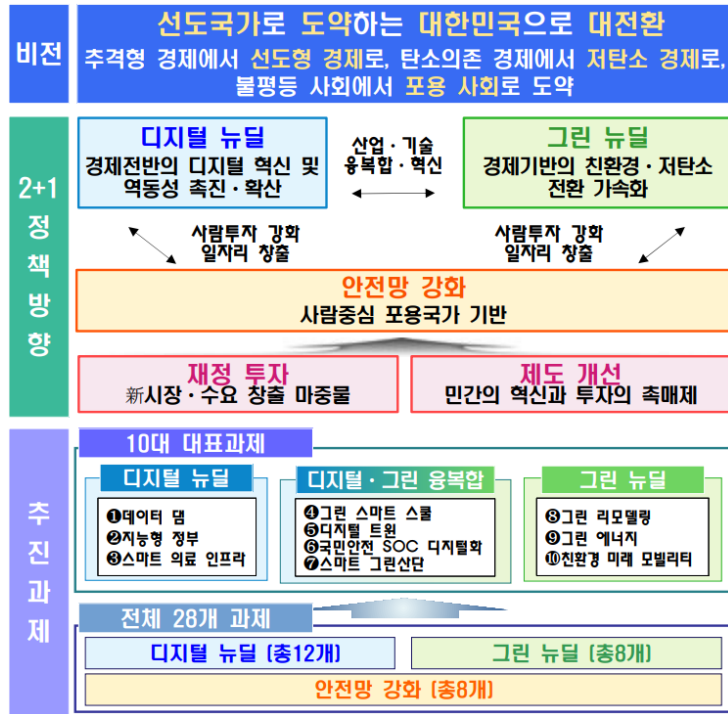 비전
선도국가로 도약하는 대한민국으로 대전환
추격형 경제에서 선도형 경제로, 탄소의존 경제에서 저탄소 경제로,
불평등 사회에서 포용 사회로 도약
2+1
정책방향
디지털 뉴딜
경제전반의 디지털 혁신 및
역동성 촉진·확산
산업·기술
융복합·혁신
그린 뉴딜
경제기반의 친환경·저탄소
전환 가속화
사람투자 강화
일자리 창출
사람투자 강화
일자리 창출
안전망 강화
사람중심 포용국가 기반
재정 투자
新시장·수요 창출 마중물
제도 개선
민간의 혁신과 투자의 촉매제
추진과제
10대 대표과제
디지털 뉴딜
❶데이터 댐
❷지능형 정부
❸스마트 의료 인프라
디지털·그린 융복합
❹그린 스마트 스쿨
❺디지털 트윈
❻국민안전 SOC 디지털화
❼스마트 그린산단
그린 뉴딜
❽그린 리모델링
❾그린 에너지
❿친환경 미래 모빌리티
전체 28개 과제
디지털 뉴딜 (총12개)
그린 뉴딜 (총8개)
안전망 강화 (총8개)